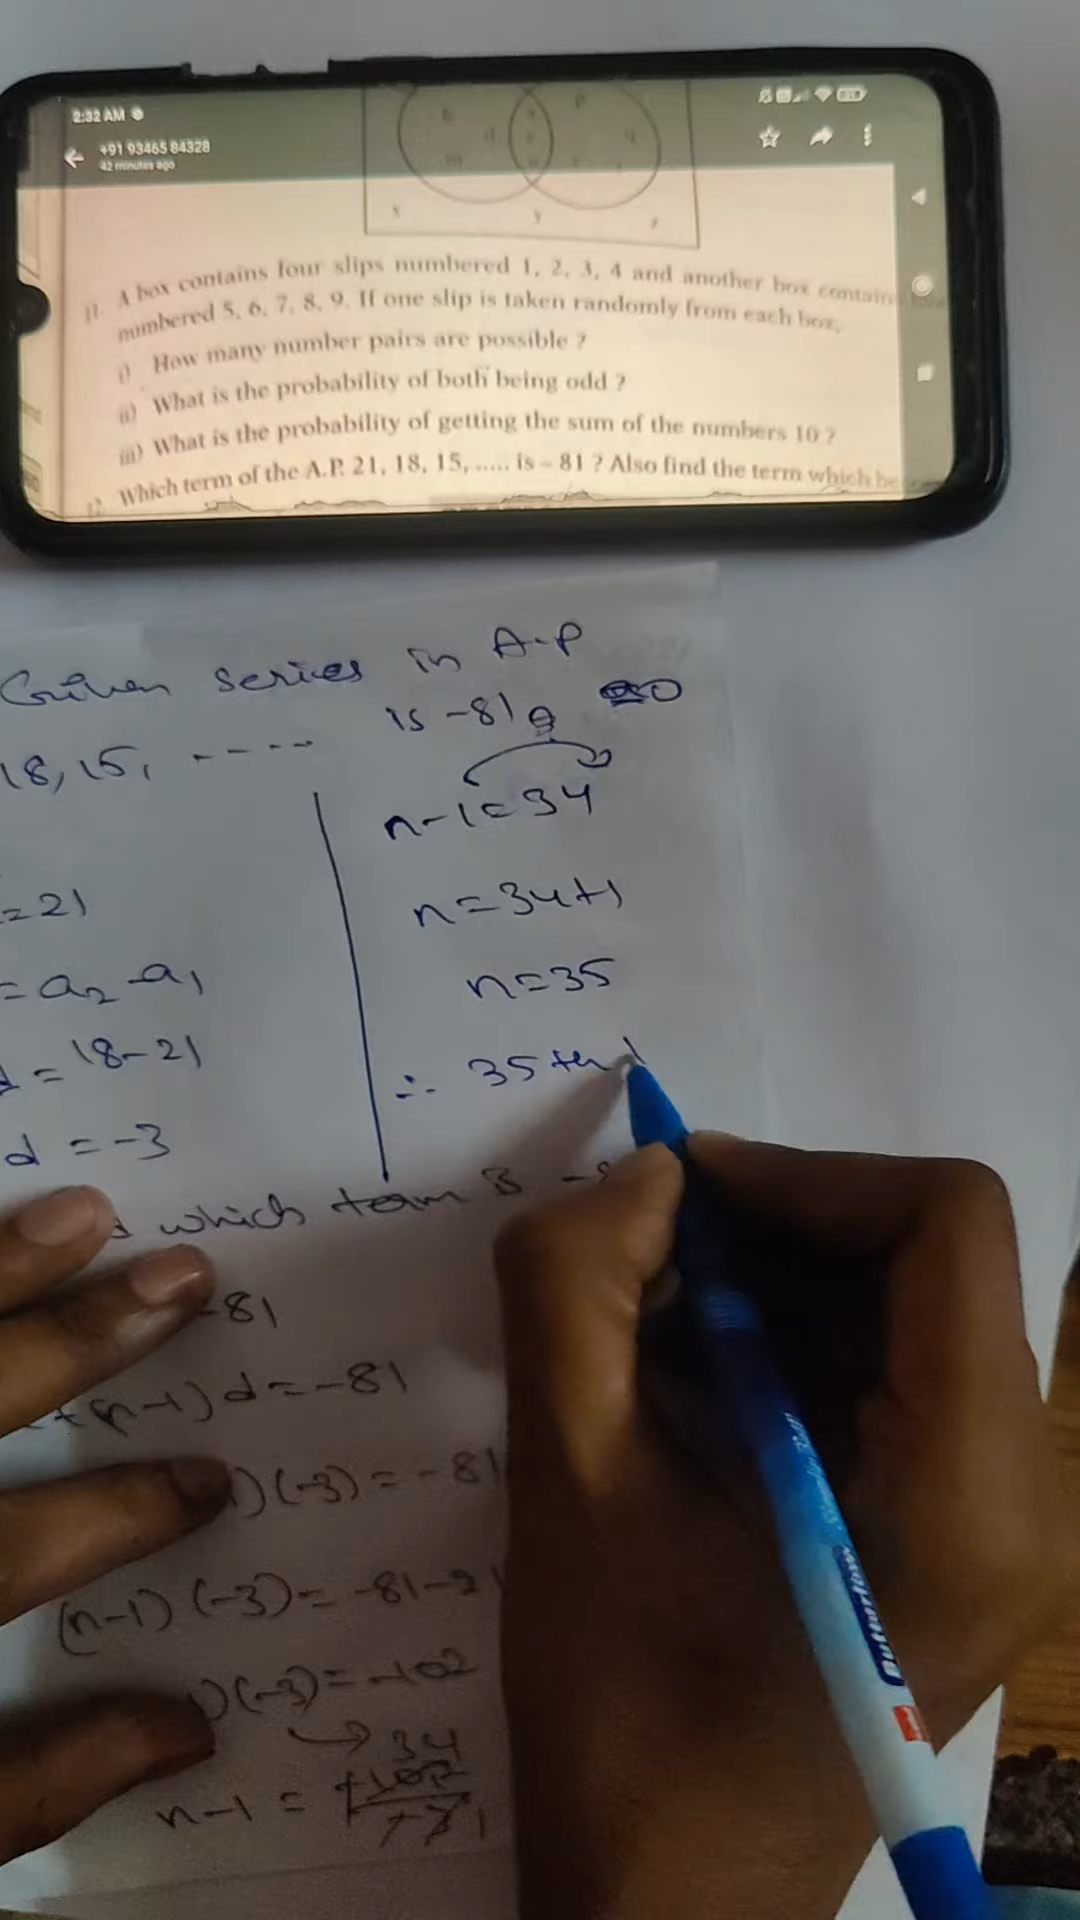 2:32 AM
+91 93465 84328
42 minutes ago
11. A box contains four slips numbered 1, 2, 3, 4 and another box contains
numbered 5, 6, 7, 8, 9. If one slip is taken randomly from each box,
i) How many number pairs are possible ?
ii) What is the probability of both being odd ?
iii) What is the probability of getting the sum of the numbers 10 ?
12. Which term of the A.P. 21, 18, 15, ..... is – 81 ? Also find the term which be
Given series in A.P
18, 15, ---- is -81
=21
= a2 - a1
d = 18-21
d = -3
which term is
-81
+(n-1)d = -81
)(-3) = -81
(n-1)(-3) = -81-21
)(-3) = -102
34
n-1 =
n-1=34
n=34+1
n=35
∴ 35th
Butterflow